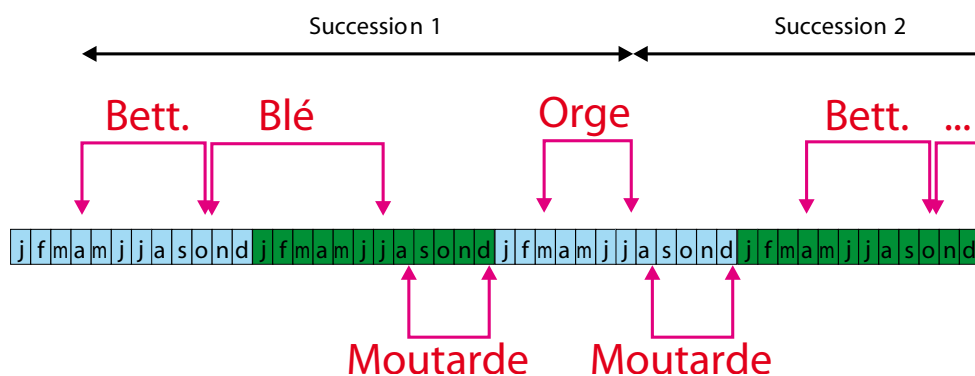 Succession 1 Succession 2
Bett. Blé Orge Bett. ...
j f m a m j j a s o n d j f m a m j j a s o n d j f m a m j j a s o n d j f m a m j j a s o n d
Moutarde Moutarde